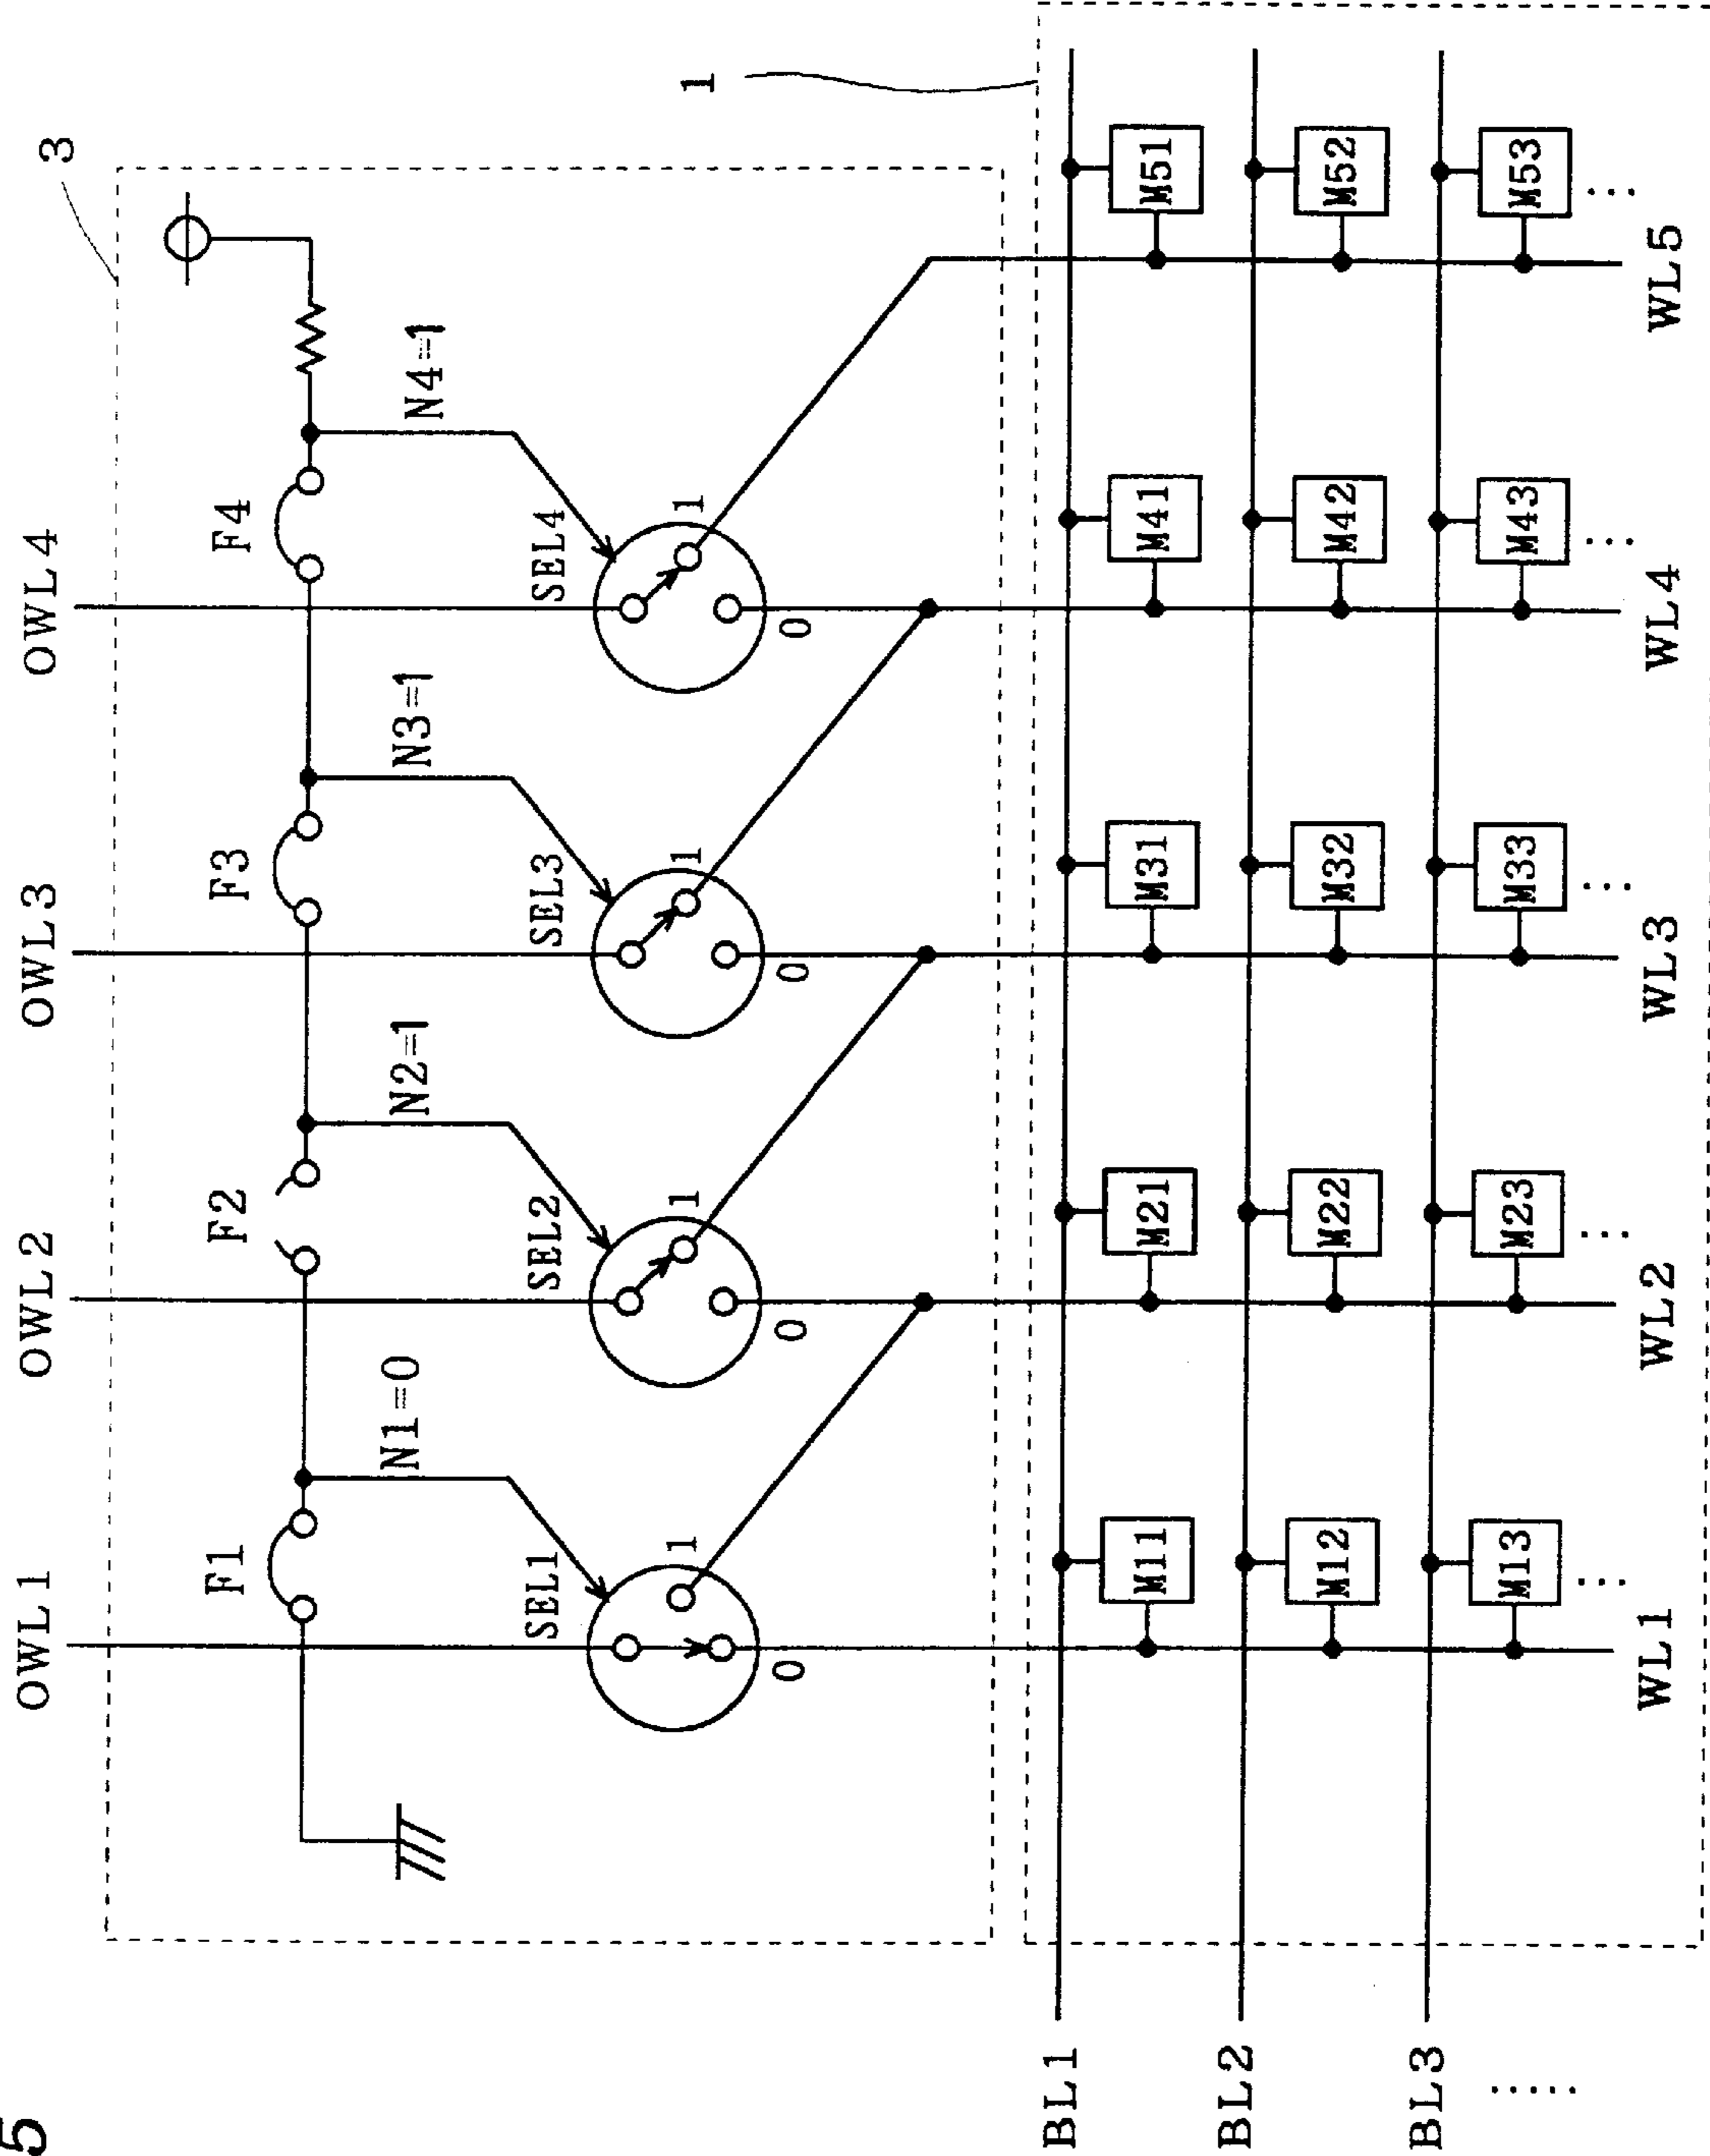 5
3
OWL1 OWL2 OWL3 OWL4
F1 F2 F3 F4
N1=0 N2=1 N3=1 N4=1
SEL1 SEL2 SEL3 SEL4
1 1 1 1
0 0 0 0
1
BL1
M11 M21 M31 M41 M51
BL2
M12 M22 M32 M42 M52
BL3
M13 M23 M33 M43 M53
.....
... ... ... ... ...
WL1 WL2 WL3 WL4 WL5